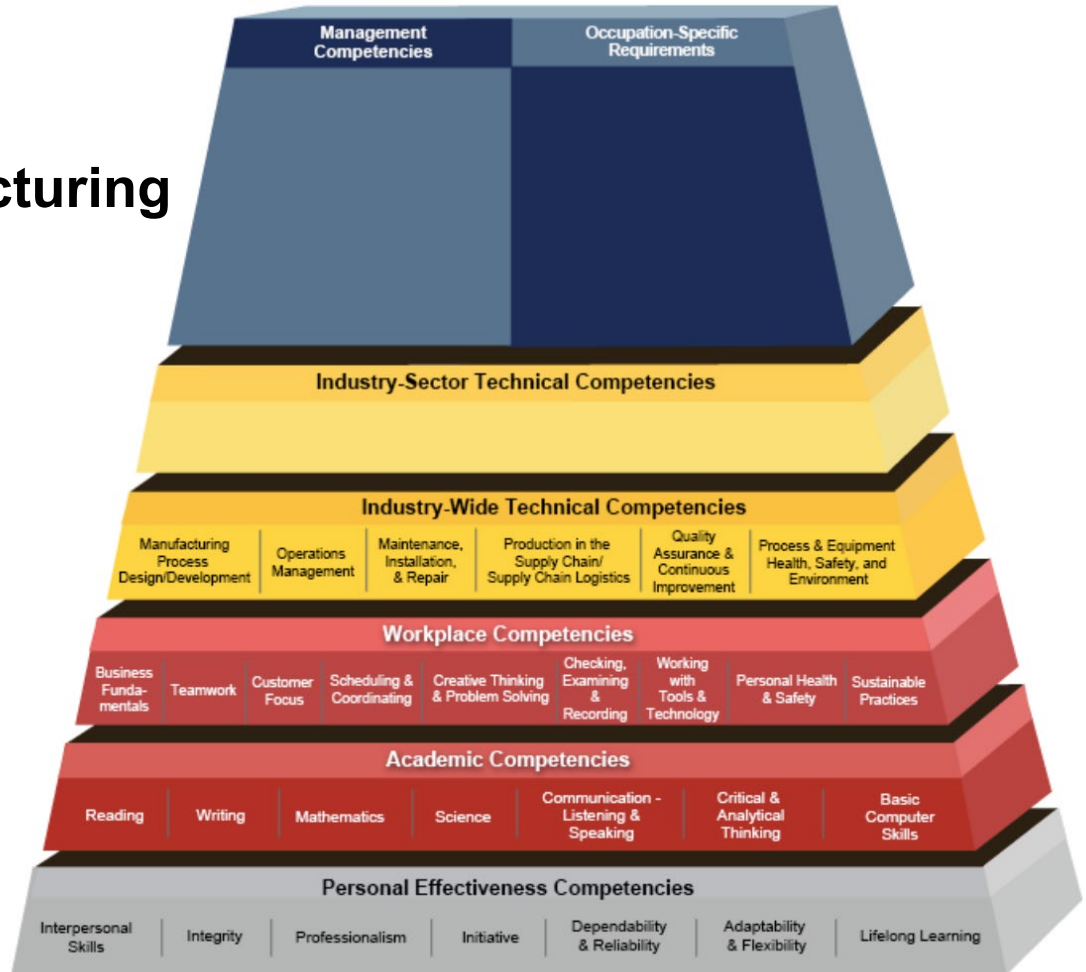 Management
Competencies
Occupation-Specific
Requirements
cturing
Industry-Sector Technical Competencies
Industry-Wide Technical Competencies
Manufacturing
Process
Design/Development
Operations
Management
Maintenance,
Installation,
& Repair
Production in the
Supply Chain/
Supply Chain Logistics
Quality
Assurance &
Continuous
Improvement
Process & Equipment
Health, Safety, and
Environment
Workplace Competencies
Business
Funda-
mentals
Teamwork
Customer
Focus
Scheduling &
Coordinating
Creative Thinking
& Problem Solving
Checking,
Examining
&
Recording
Working
with
Tools &
Technology
Personal Health
& Safety
Sustainable
Practices
Academic Competencies
Reading
Writing
Mathematics
Science
Communication -
Listening &
Speaking
Critical &
Analytical
Thinking
Basic
Computer
Skills
Personal Effectiveness Competencies
Interpersonal
Skills
Integrity
Professionalism
Initiative
Dependability
& Reliability
Adaptability
& Flexibility
Lifelong Learning